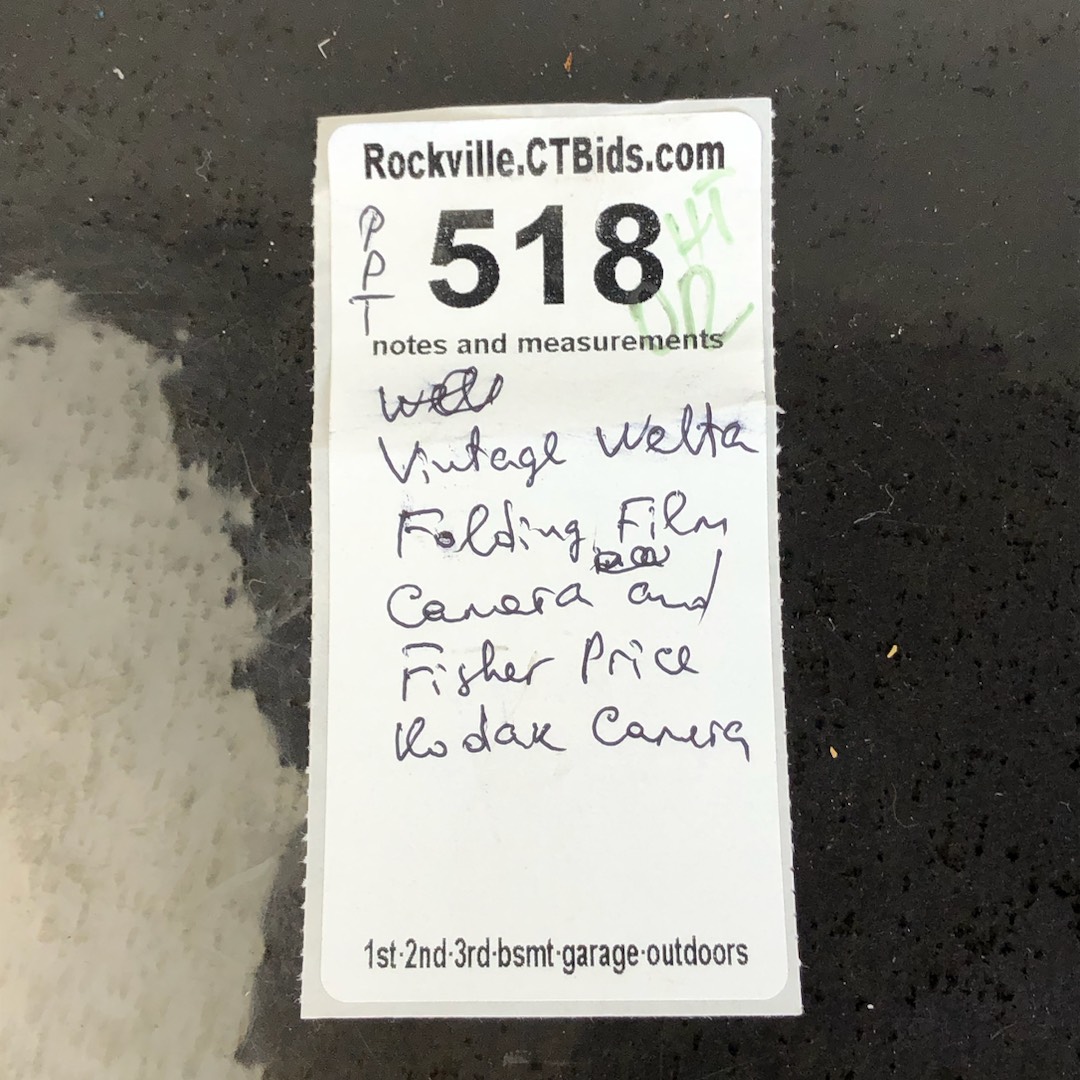 Rockville.CTBids.com
PPT
518
HT
notes and measurements
Vintage Welta
Folding Film
Camera and
Fisher Price
Kodak Camera
1st·2nd·3rd·bsmt·garage·outdoors